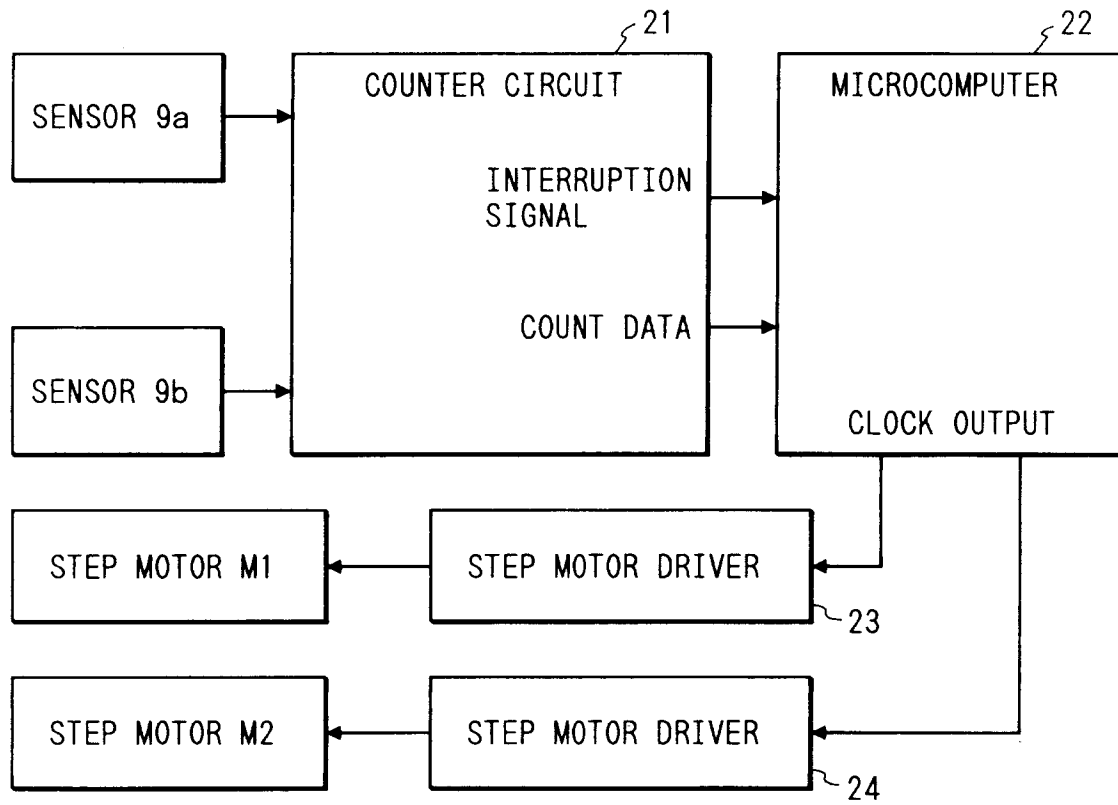 21
22
COUNTER CIRCUIT
MICROCOMPUTER
SENSOR 9a
INTERRUPTION
SIGNAL
COUNT DATA
SENSOR 9b
CLOCK OUTPUT
STEP MOTOR M1
STEP MOTOR DRIVER
23
STEP MOTOR M2
STEP MOTOR DRIVER
24